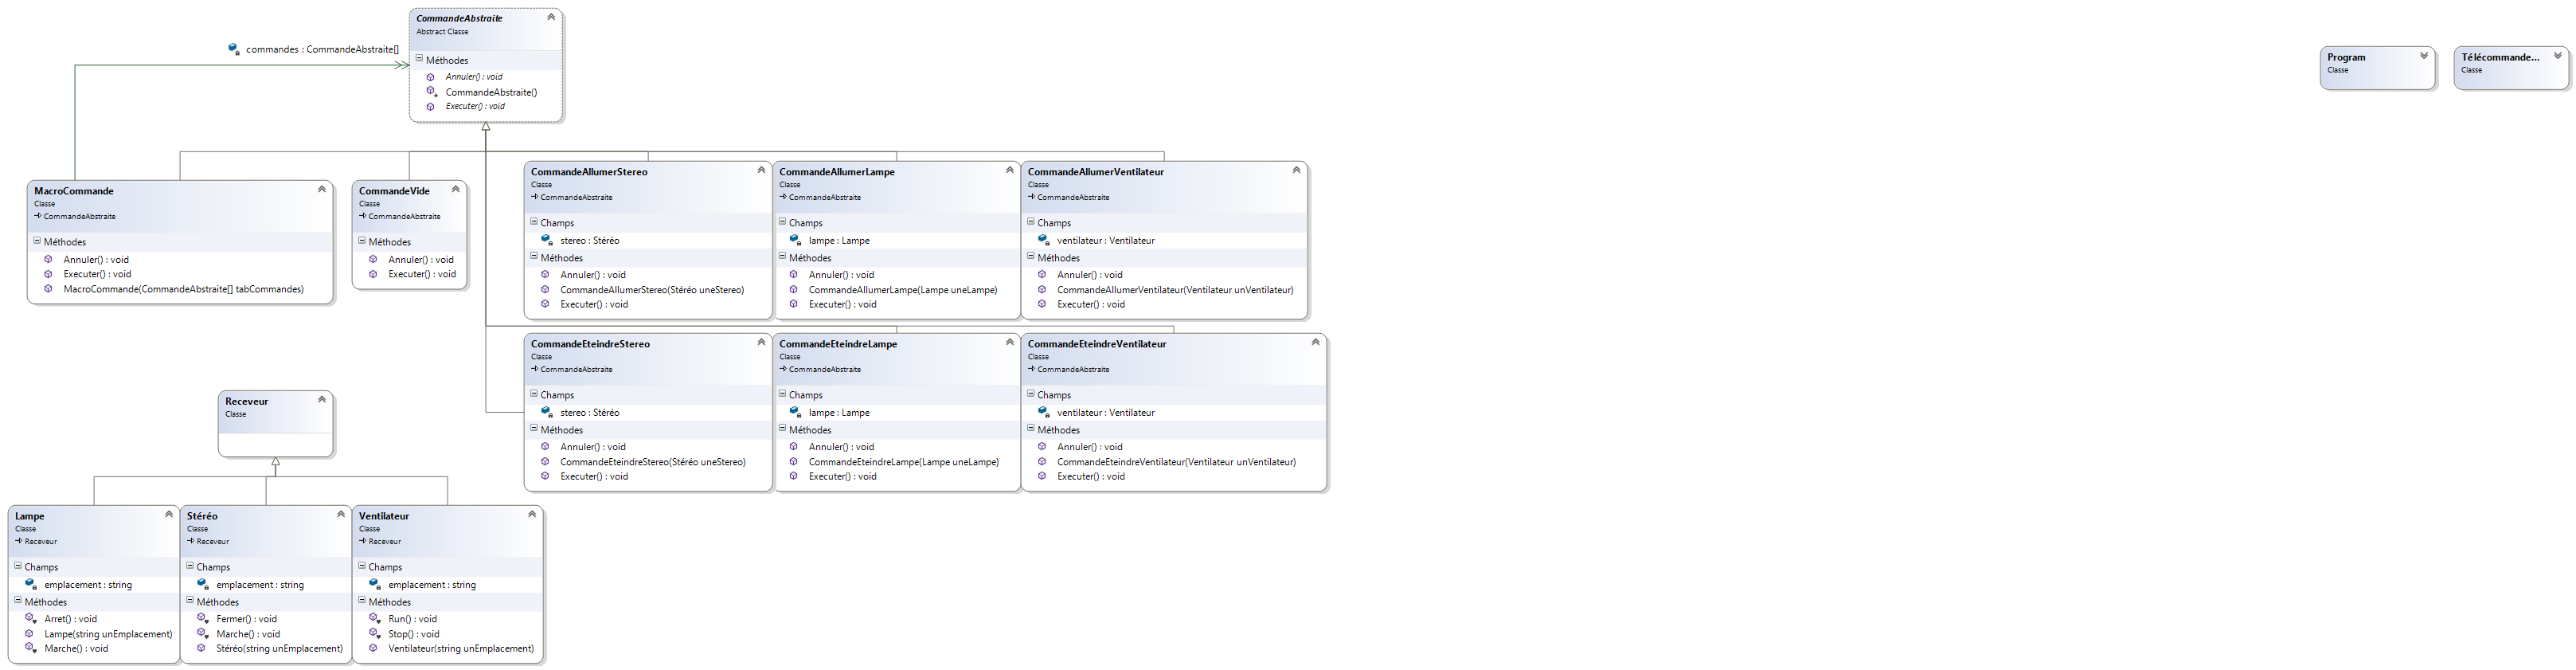 CommandeAbstraite
Abstract Classe
Méthodes
Annuler() : void
CommandeAbstraite()
Executer() : void
commandes : CommandeAbstraite[]
Program
Classe
Télécommande...
Classe
MacroCommande
Classe
CommandeAbstraite
Méthodes
Annuler() : void
Executer() : void
MacroCommande(CommandeAbstraite[] tabCommandes)
CommandeVide
Classe
CommandeAbstraite
Méthodes
Annuler() : void
Executer() : void
CommandeAllumerStereo
Classe
CommandeAbstraite
Champs
stereo : Stéréo
Méthodes
Annuler() : void
CommandeAllumerStereo(Stéréo uneStereo)
Executer() : void
CommandeAllumerLampe
Classe
CommandeAbstraite
Champs
lampe : Lampe
Méthodes
Annuler() : void
CommandeAllumerLampe(Lampe uneLampe)
Executer() : void
CommandeAllumerVentilateur
Classe
CommandeAbstraite
Champs
ventilateur : Ventilateur
Méthodes
Annuler() : void
CommandeAllumerVentilateur(Ventilateur unVentilateur)
Executer() : void
CommandeEteindreStereo
Classe
CommandeAbstraite
Champs
stereo : Stéréo
Méthodes
Annuler() : void
CommandeEteindreStereo(Stéréo uneStereo)
Executer() : void
CommandeEteindreLampe
Classe
CommandeAbstraite
Champs
lampe : Lampe
Méthodes
Annuler() : void
CommandeEteindreLampe(Lampe uneLampe)
Executer() : void
CommandeEteindreVentilateur
Classe
CommandeAbstraite
Champs
ventilateur : Ventilateur
Méthodes
Annuler() : void
CommandeEteindreVentilateur(Ventilateur unVentilateur)
Executer() : void
Receveur
Classe
Lampe
Classe
Receveur
Champs
emplacement : string
Méthodes
Arret() : void
Lampe(string unEmplacement)
Marche() : void
Stéréo
Classe
Receveur
Champs
emplacement : string
Méthodes
Fermer() : void
Marche() : void
Stéréo(string unEmplacement)
Ventilateur
Classe
Receveur
Champs
emplacement : string
Méthodes
Run() : void
Stop() : void
Ventilateur(string unEmplacement)